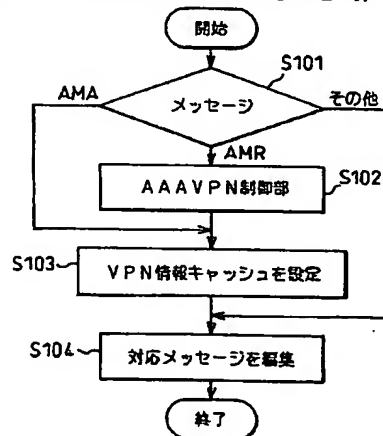 開始
S101
AMA
メッセージ
その他
AMR
S102
AAAVPN制御部
S103
VPN情報キャッシュを設定
S104
対応メッセージを編集
終了